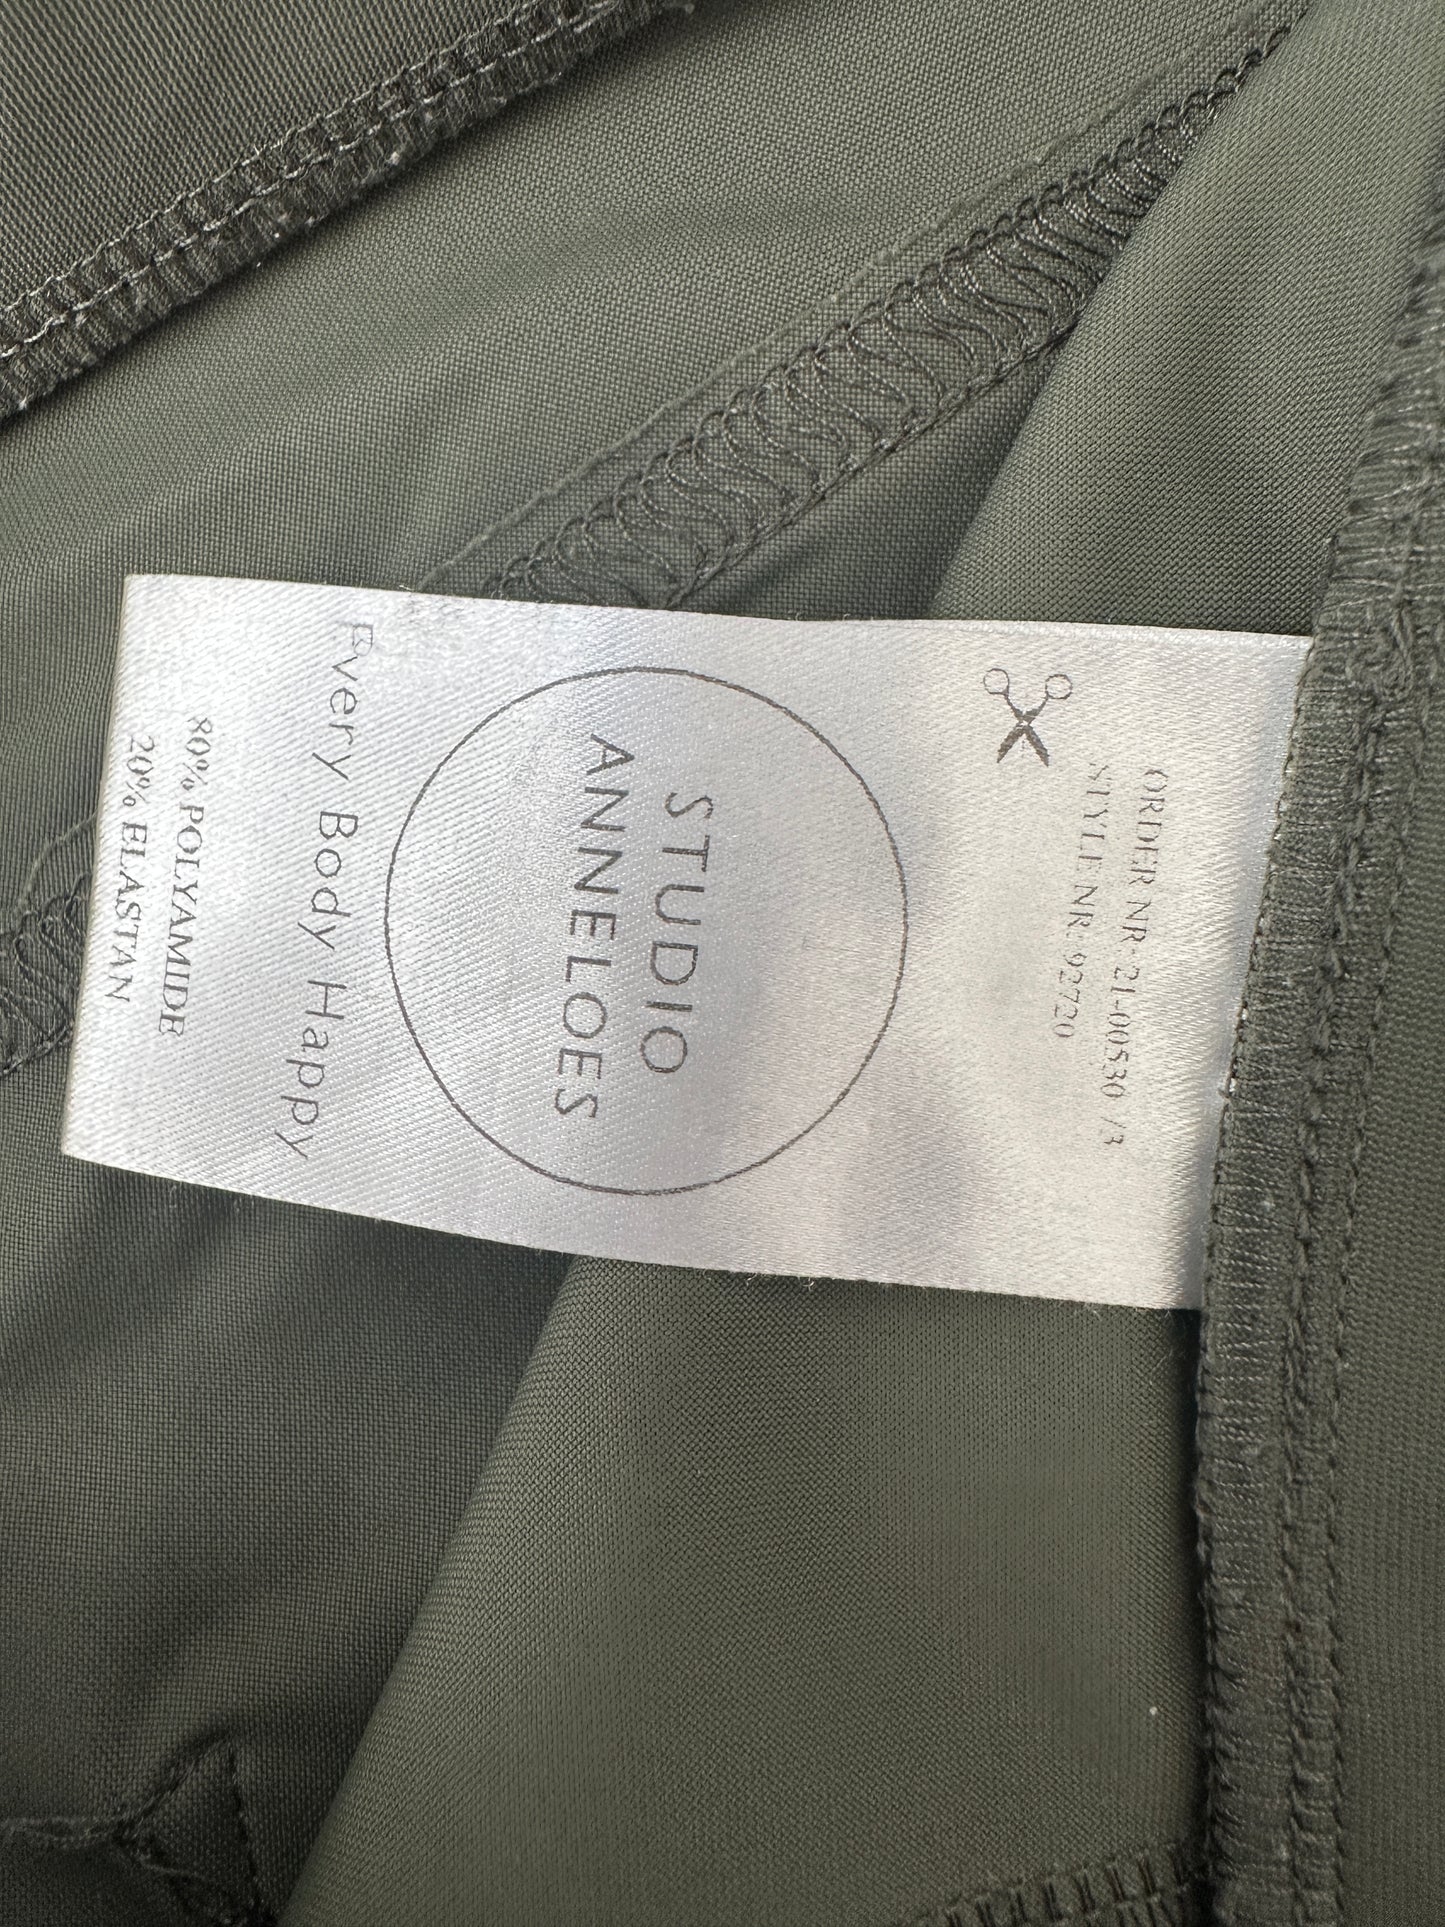 ORDER NR 21-00530 /3
STYLE NR 92720
STUDIO
ANNELOES
Every Body Happy
80% POLYAMIDE
20% ELASTAN